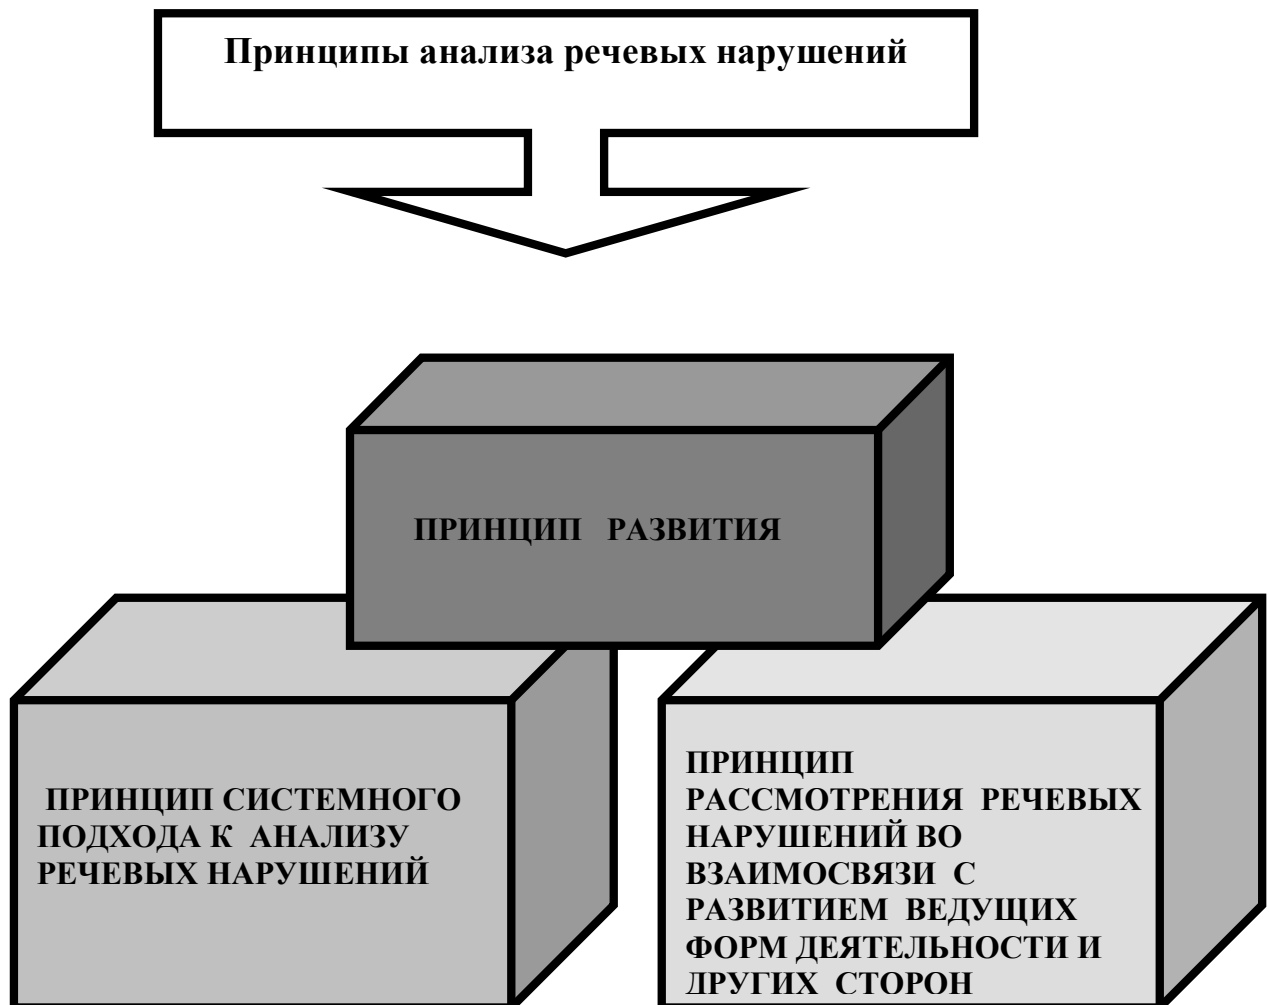 Принципы анализа речевых нарушений
ПРИНЦИП РАЗВИТИЯ
ПРИНЦИП СИСТЕМНОГО
ПОДХОДА К АНАЛИЗУ
РЕЧЕВЫХ НАРУШЕНИЙ
ПРИНЦИП
РАССМОТРЕНИЯ РЕЧЕВЫХ
НАРУШЕНИЙ ВО
ВЗАИМОСВЯЗИ С
РАЗВИТИЕМ ВЕДУЩИХ
ФОРМ ДЕЯТЕЛЬНОСТИ И
ДРУГИХ СТОРОН